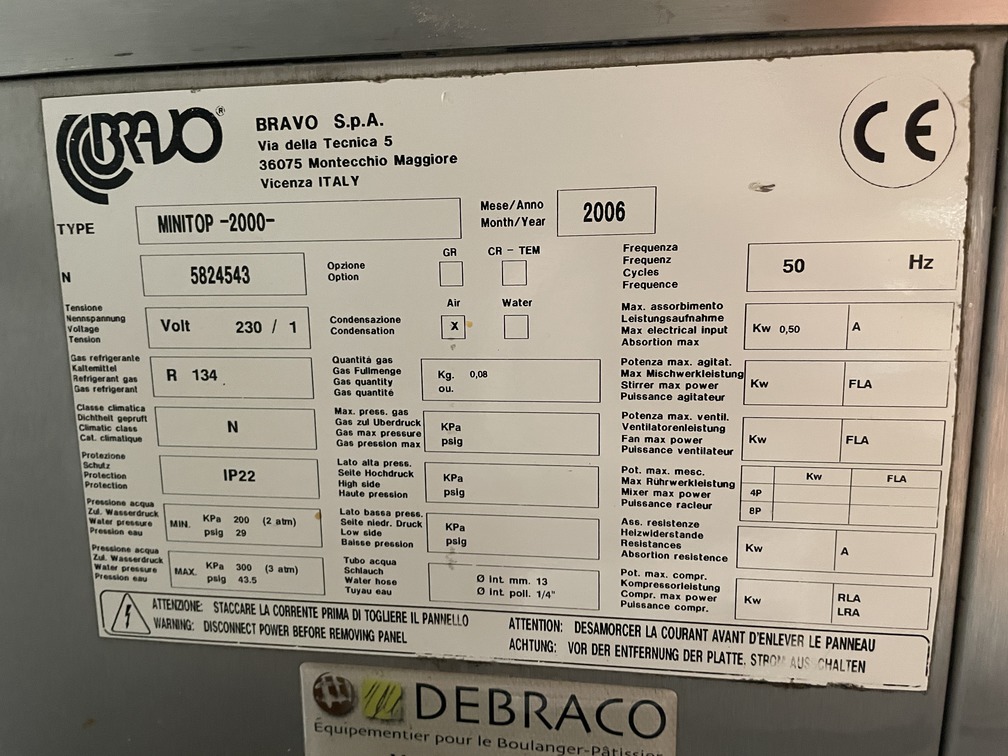 BRAVO®
BRAVO S.p.A.
Via della Tecnica 5
36075 Montecchio Maggiore
Vicenza ITALY
CE
TYPE
MINITOP -2000-
Mese/Anno
Month/Year
2006
N
5824543
Opzione
Option
GR
CR - TEM
Frequenza
Frequenz
Cycles
Frequence
50 Hz
Tensione
Nennspannung
Voltage
Tension
Volt 230 / 1
Condensazione
Condensation
Air
Water
X
Max. assorbimento
Leistungsaufnahme
Max electrical input
Absortion max
Kw 0,50
A
Gas refrigerante
Kaltemittel
Refrigerant gas
Gas refrigerant
R 134
Quantità gas
Gas Fullmenge
Gas quantity
Gas quantité
Kg. 0,08
ou.
Potenza max. agitat.
Max Mischwerkleistung
Stirrer max power
Puissance agitateur
Kw
FLA
Classe climatica
Dichtheit gepruft
Climatic class
Cat. climatique
N
Max. press. gas
Gas zul Uberdruck
Gas max pressure
Gas pression max
KPa
psig
Potenza max. ventil.
Ventilatorenleistung
Fan max power
Puissance ventilateur
Kw
FLA
Protezione
Schutz
Protection
Protection
IP22
Lato alta press.
Seite Hochdruck
High side
Haute pression
KPa
psig
Pot. max. mesc.
Max Rührwerkleistung
Mixer max power
Puissance racleur
Kw
FLA
4P
8P
Pressione acqua
Zul. Wasserdruck
Water pressure
Pression eau
MIN. KPa 200 (2 atm)
psig 29
Lato bassa press.
Seite niedr. Druck
Low side
Baisse pression
KPa
psig
Ass. resistenze
Heizwiderstande
Resistances
Absortion resistence
Kw
A
Pressione acqua
Zul. Wasserdruck
Water pressure
Pression eau
MAX. KPa 300 (3 atm)
psig 43.5
Tubo acqua
Schlauch
Water hose
Tuyau eau
Ø Int. mm. 13
Ø Int. poll. 1/4"
Pot. max. compr.
Kompressorleistung
Compr. max power
Puissance compr.
Kw
RLA
LRA
ATTENZIONE: STACCARE LA CORRENTE PRIMA DI TOGLIERE IL PANNELLO
WARNING: DISCONNECT POWER BEFORE REMOVING PANEL
ATTENTION: DESAMORCER LA COURANT AVANT D'ENLEVER LE PANNEAU
ACHTUNG: VOR DER ENTFERNUNG DER PLATTE, STROM AUSSCHALTEN
DEBRACO
Équipementier pour le Boulanger-Pâtissier